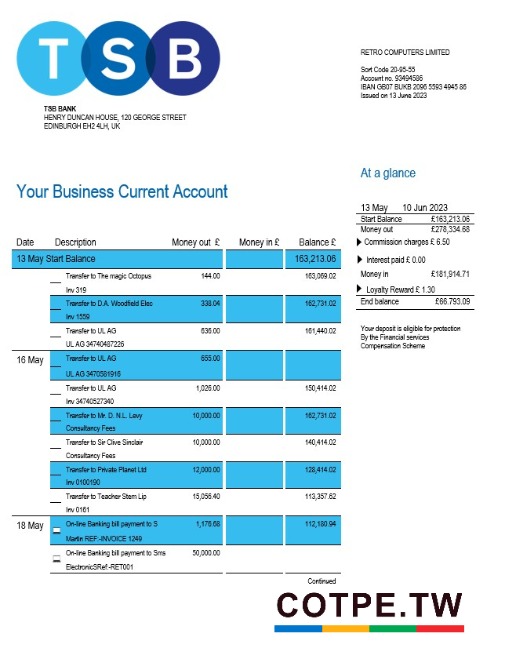 TSB
TSB BANK
HENRY DUNCAN HOUSE, 120 GEORGE STREET
EDINBURGH EH2 4LH, UK
RETRO COMPUTERS LIMITED
Sort Code 20-95-55
Account no. 93494586
IBAN GB07 BUKB 2096 5593 4945 86
Issued on 13 June 2023
Your Business Current Account
At a glance
13 May 10 Jun 2023
Start Balance £163,213.06
Money out £278,334.68
Commission charges £ 6.50
Interest paid £ 0.00
Money in £181,914.71
Loyalty Reward £ 1.30
End balance £66.793.09
Your deposit is eligible for protection
By the Financial services
Compensation Scheme
Date Description Money out £ Money in £ Balance £
13 May Start Balance 163,213.06
Transfer to The magic Octopus 144.00 163,069.02
Inv 319
Transfer to D.A. Woodfield Elec 338.04 162,731.02
Inv 1559
Transfer to UL AG 636.00 161,440.02
UL AG 34740487226
16 May Transfer to UL AG 655.00
UL AG 3470581916
Transfer to UL AG 1,026.00 150,414.02
Inv 34740527340
Transfer to Mr. D. N.L. Levy 10,000.00 162,731.02
Consultancy Fees
Transfer to Sir Clive Sinclair 10,000.00 140,414.02
Consultancy Fees
Transfer to Private Planet Ltd 12,000.00 128,414.02
Inv 0100190
Transfer to Teacher Stem Lip 15,056.40 113,357.62
Inv 0161
18 May On-line Banking bill payment to S 1,176.68 112,180.94
Martin REF:-INVOICE 1249
On-line Banking bill payment to Sms 50,000.00
ElectronicSRef:-RET001
Continued
COTPE.TW